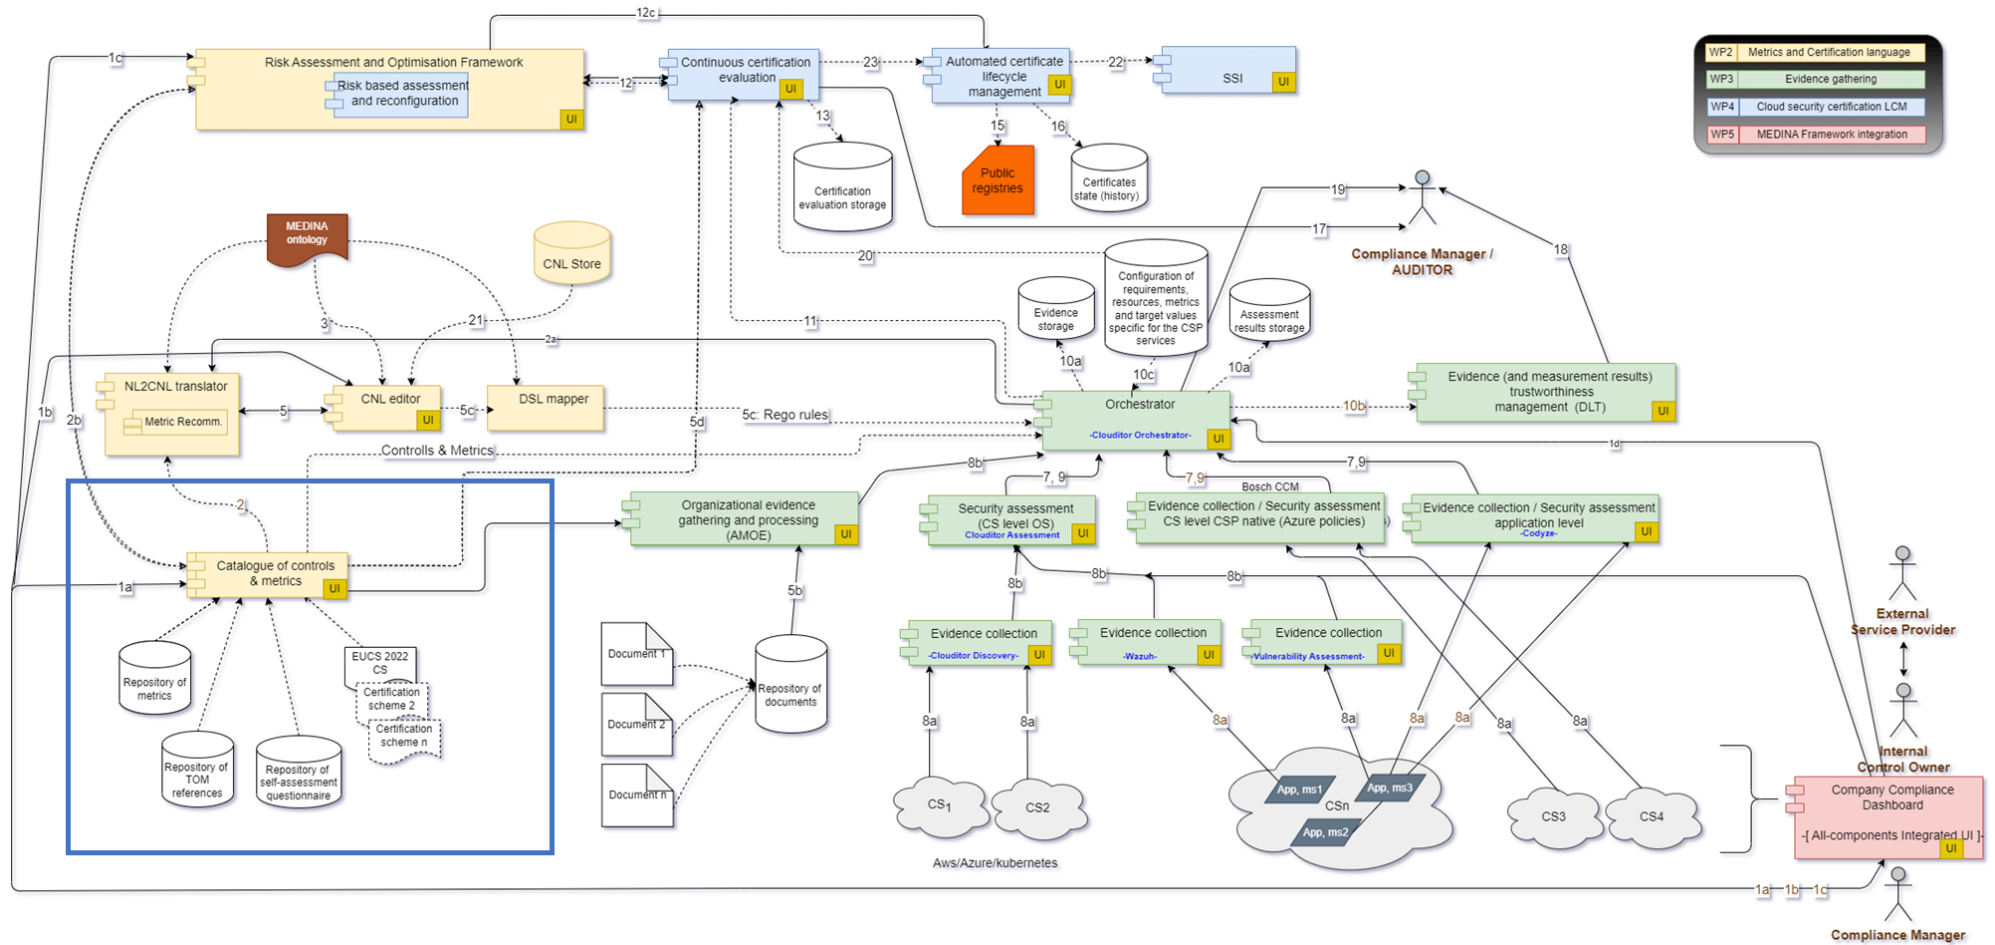 12c
1c
Risk Assessment and Optimisation Framework
Risk based assessment
and reconfiguration
UI
12
Continuous certification
evaluation
UI
23
Automated certificate
lifecycle
management
UI
22
SSI
UI
WP2
Metrics and Certification language
WP3
Evidence gathering
WP4
Cloud security certification LCM
WP5
MEDINA Framework integration
13
15
16
Certification
evaluation storage
Public
registries
Certificates
state (history)
19
17
18
Compliance Manager /
AUDITOR
MEDINA
ontology
CNL Store
20
Configuration of
requirements,
resources, metrics
and target values
specific for the CSP
services
Evidence
storage
Assessment
results storage
3
21
11
2a
10a
10c
10a
1b
2b
NL2CNL translator
Metric Recomm.
5
CNL editor
UI
5c
DSL mapper
5c: Rego rules
5d
Orchestrator
-Clouditor Orchestrator-
UI
10b
Evidence (and measurement results)
trustworthiness
management (DLT)
UI
1d
Controlls & Metrics
8b
7, 9
7,9
7,9
2
Organizational evidence
gathering and processing
(AMOE)
UI
Security assessment
(CS level OS)
Clouditor Assessment
UI
Bosch CCM
Evidence collection / Security assessment
CS level CSP native (Azure policies)
Evidence collection / Security assessment
application level
-Codyze-
UI
Catalogue of controls
& metrics
UI
1a
5b
8b
8b
8b
External
Service Provider
Evidence collection
-Clouditor Discovery-
UI
Evidence collection
-Wazuh-
UI
Evidence collection
-Vulnerability Assessment-
UI
Repository of
metrics
EUCS 2022
CS
Certification
scheme 2
Certification
scheme n
Repository of
TOM
references
Repository of
self-assessment
questionnaire
Document 1
Document 2
Document n
Repository of
documents
8a
8a
8a
8a
8a
8a
8a
8a
Internal
Control Owner
CS1
CS2
App, ms1
App, ms3
CSn
App, ms2
CS3
CS4
Company Compliance
Dashboard
-[ All-components Integrated UI ]-
UI
Aws/Azure/kubernetes
1a
1b
1c
Compliance Manager